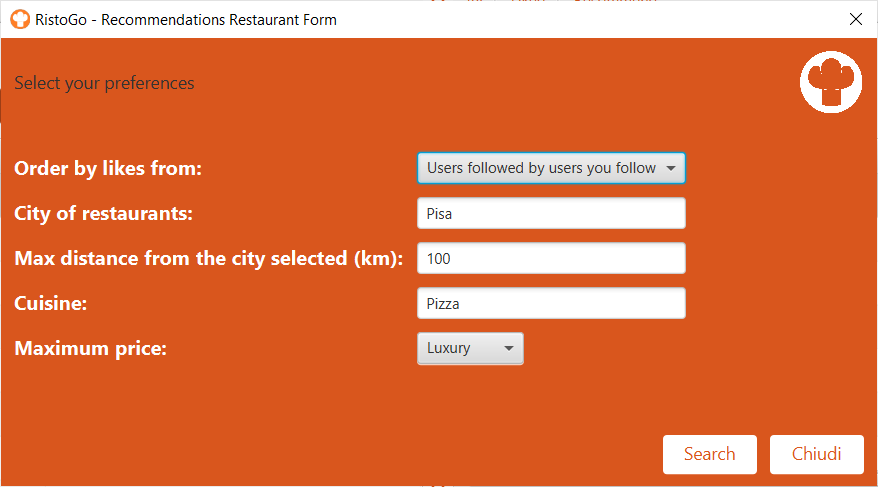 RistoGo - Recommendations Restaurant Form
Select your preferences
Order by likes from: Users followed by users you follow
City of restaurants: Pisa
Max distance from the city selected (km): 100
Cuisine: Pizza
Maximum price: Luxury
Search Chiudi